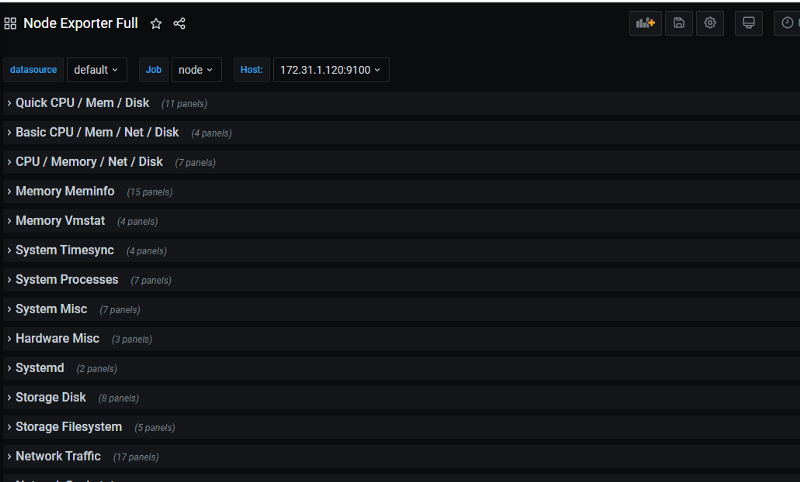 Node Exporter Full
datasource default Job node Host: 172.31.1.120:9100
Quick CPU / Mem / Disk (11 panels)
Basic CPU / Mem / Net / Disk (4 panels)
CPU / Memory / Net / Disk (7 panels)
Memory Meminfo (15 panels)
Memory Vmstat (4 panels)
System Timesync (4 panels)
System Processes (7 panels)
System Misc (7 panels)
Hardware Misc (3 panels)
Systemd (2 panels)
Storage Disk (8 panels)
Storage Filesystem (5 panels)
Network Traffic (17 panels)